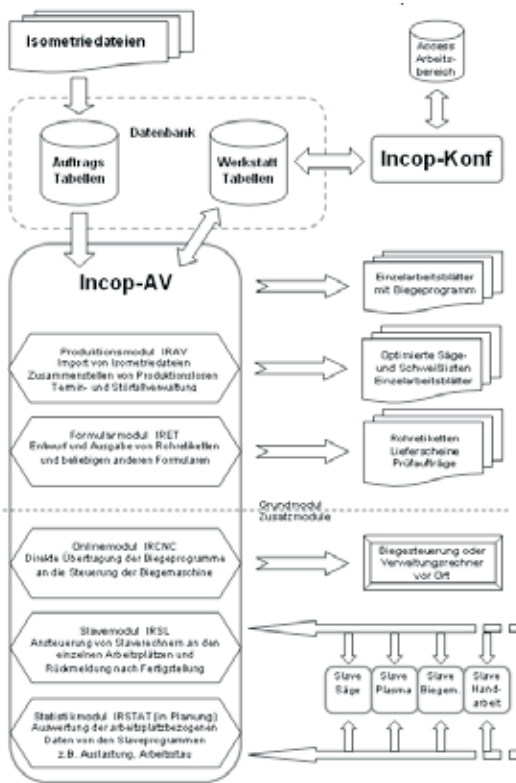 Isometriedateien
Access
Arbeits-
bereich
Datenbank
Auftrags
Tabellen
Werkstatt
Tabellen
Incop-Konf
Incop-AV
Einzelarbeitsblätter
mit Biegeprogramm
Produktionsmodul IRAV
Import von Isometriedateien
Zusammenstellen von Produktionslosen
Termin- und Störfallverwaltung
Optimierte Säge-
und Schweißlisten
Einzelarbeitsblätter
Formularmodul IRET
Entwurf und Ausgabe von Rohretiketten
und beliebigen anderen Formularen
Rohretiketten
Lieferscheine
Prüfaufträge
Grundmodul
Zusatzmodule
Onlinemodul IRCNC
Direkte Übertragung der Biegeprogramme
an die Steuerung der Biegemaschine
Biegesteuerung oder
Verwaltungsrechner
vor Ort
Slavemodul IRSL
Ansteuerung von Slaverechnern an den
einzelnen Arbeitsplätzen und
Rückmeldung nach Fertigstellung
Slave
Säge
Slave
Plasma
Slave
Biegem.
Slave
Hand-
arbeit
Statistikmodul IRSTAT (in Planung)
Auswertung der arbeitsplatzbezogenen
Daten von den Slaveprogrammen
z.B. Auslastung, Arbeitsstau